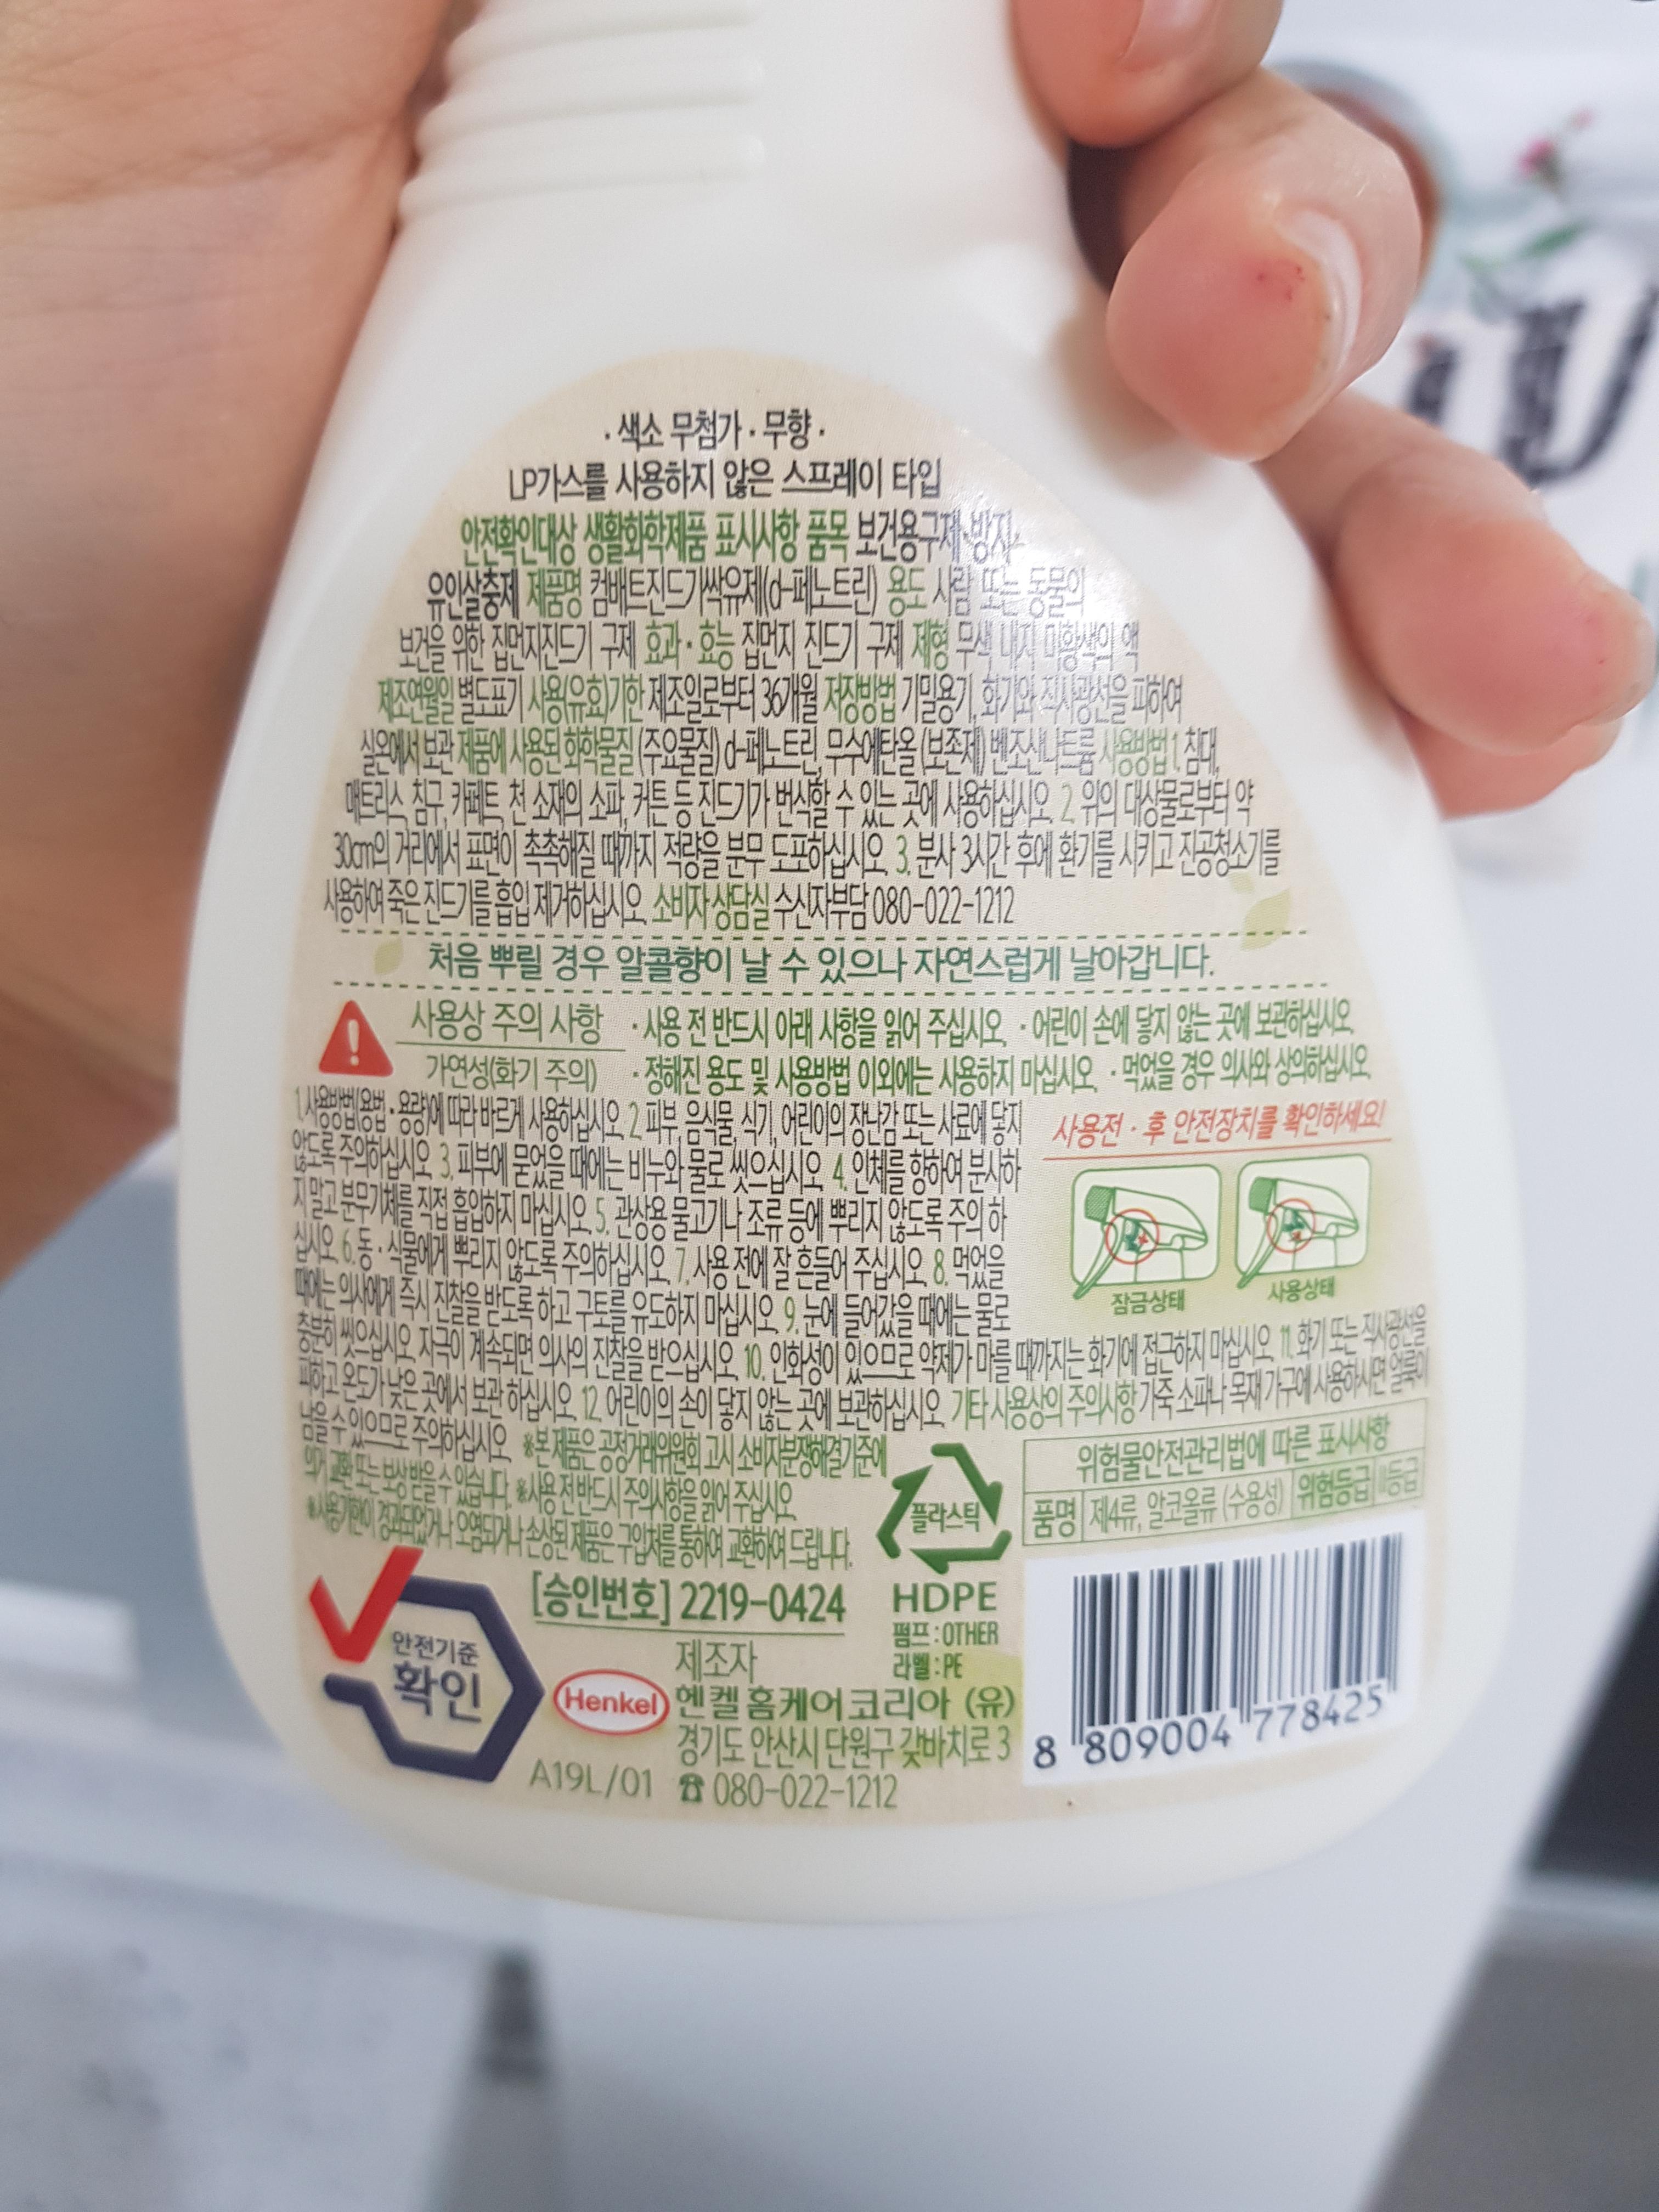 · 색소 무첨가 · 무향 ·
LP가스를 사용하지 않은 스프레이 타입
안전확인대상 생활화학제품 표시사항 품목 보건용구제·방지·
유인살충제 제품명 컴배트진드기싹유제(d-페노트린) 용도 사람 또는 동물의
보건을 위한 집먼지진드기 구제 효과·효능 집먼지 진드기 구제 제형 무색 내지 미황색의 액
제조연월일 별도표기 사용(유효)기한 제조일로부터 36개월 저장방법 기밀용기, 화기와 직사광선을 피하여
실온에서 보관 제품에 사용된 화학물질 (주요물질) d-페노트린, 무수에탄올 (보존제) 벤조산나트륨 사용방법 1. 침대,
매트리스, 침구, 카페트, 천 소재의 소파, 커튼 등 진드기가 번식할 수 있는 곳에 사용하십시오. 2. 위의 대상물로부터 약
30cm의 거리에서 표면이 촉촉해질 때까지 적량을 분무 도포하십시오. 3. 분사 3시간 후에 환기를 시키고 진공청소기를
사용하여 죽은 진드기를 흡입 제거하십시오. 소비자 상담실 수신자부담 080-022-1212
처음 뿌릴 경우 알콜향이 날 수 있으나 자연스럽게 날아갑니다.
사용상 주의 사항 · 사용 전 반드시 아래 사항을 읽어 주십시오. · 어린이 손에 닿지 않는 곳에 보관하십시오.
가연성(화기 주의) · 정해진 용도 및 사용방법 이외에는 사용하지 마십시오. · 먹었을 경우 의사와 상의하십시오.
1. 사용방법(용법·용량)에 따라 바르게 사용하십시오. 2. 피부, 음식물, 식기, 어린이의 장난감 또는 사료에 닿지
않도록 주의하십시오. 3. 피부에 묻었을 때에는 비누와 물로 씻으십시오. 4. 인체를 향하여 분사하
지 말고 분무기체를 직접 흡입하지 마십시오. 5. 관상용 물고기나 조류 등에 뿌리지 않도록 주의 하
십시오. 6. 동·식물에게 뿌리지 않도록 주의하십시오. 7. 사용 전에 잘 흔들어 주십시오. 8. 먹었을
때에는 의사에게 즉시 진찰을 받도록 하고 구토를 유도하지 마십시오. 9. 눈에 들어갔을 때에는 물로
충분히 씻으십시오. 자극이 계속되면 의사의 진찰을 받으십시오. 10. 인화성이 있으므로 약제가 마를 때까지는 화기에 접근하지 마십시오. 11. 화기 또는 직사광선을
피하고 온도가 낮은 곳에서 보관 하십시오. 12. 어린이의 손이 닿지 않는 곳에 보관하십시오. 기타 사용상의 주의사항 가죽 소파나 목재 가구에 사용하시면 얼룩이
남을 수 있으므로 주의하십시오. ※본 제품은 공정거래위원회 고시 소비자분쟁해결기준에
의거 교환 또는 보상 받을 수 있습니다. ※사용 전 반드시 주의사항을 읽어 주십시오.
※사용기한이 경과되었거나 오염되거나 손상된 제품은 구입처를 통하여 교환하여 드립니다.
사용전·후 안전장치를 확인하세요!
잠금상태
사용상태
플라스틱
HDPE
펌프 : OTHER
라벨 : PE
위험물안전관리법에 따른 표시사항
품명 제4류, 알코올류 (수용성) 위험등급 II등급
안전기준
확인
[승인번호] 2219-0424
제조자
Henkel 헨켈홈케어코리아 (유)
경기도 안산시 단원구 갖바치로 3
A19L/01 ☎ 080-022-1212
8 809004 778425